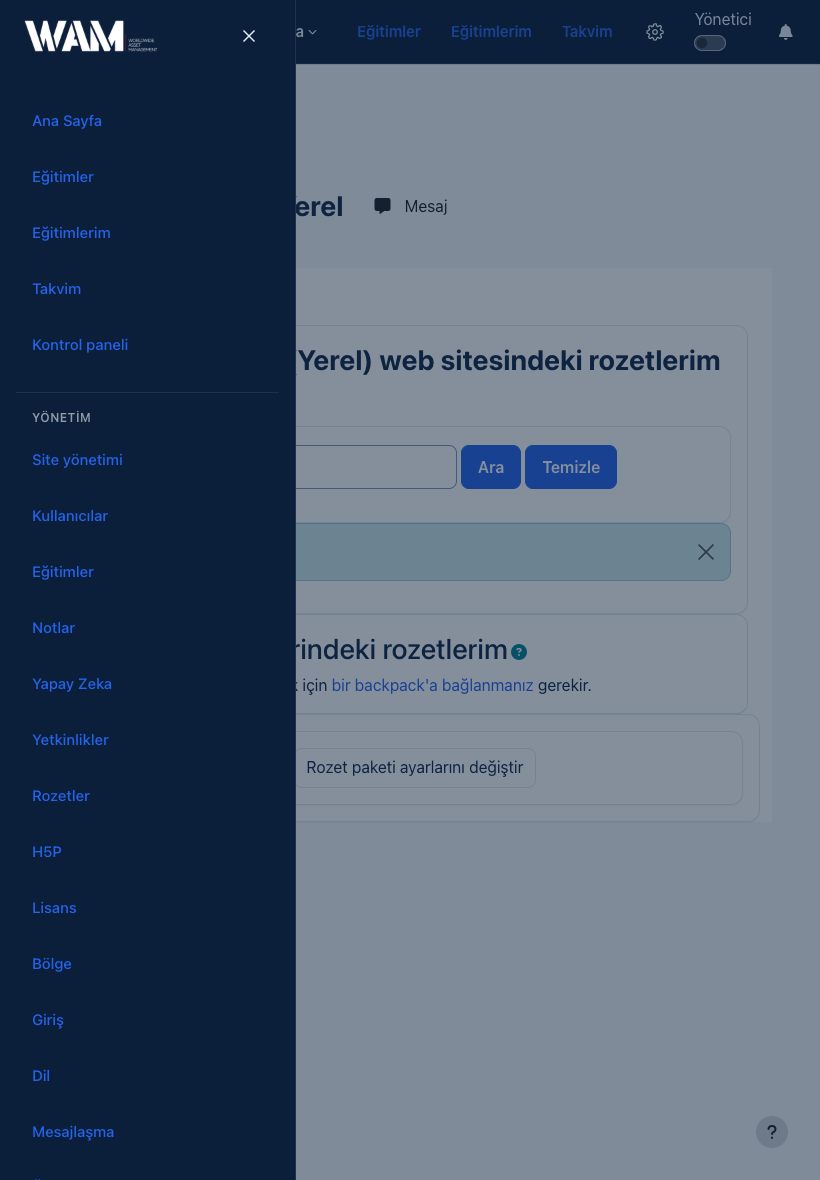 WAM WORLDWIDE ASSET MANAGEMENT
a
Eğitimler
Eğitimlerim
Takvim
Yönetici
Ana Sayfa
Eğitimler
Eğitimlerim
Takvim
Kontrol paneli
YÖNETİM
Site yönetimi
Kullanıcılar
Eğitimler
Notlar
Yapay Zeka
Yetkinlikler
Rozetler
H5P
Lisans
Bölge
Giriş
Dil
Mesajlaşma
erel
Mesaj
(Yerel) web sitesindeki rozetlerim
Ara
Temizle
rindeki rozetlerim ?
k için bir backpack'a bağlanmanız gerekir.
Rozet paketi ayarlarını değiştir
?